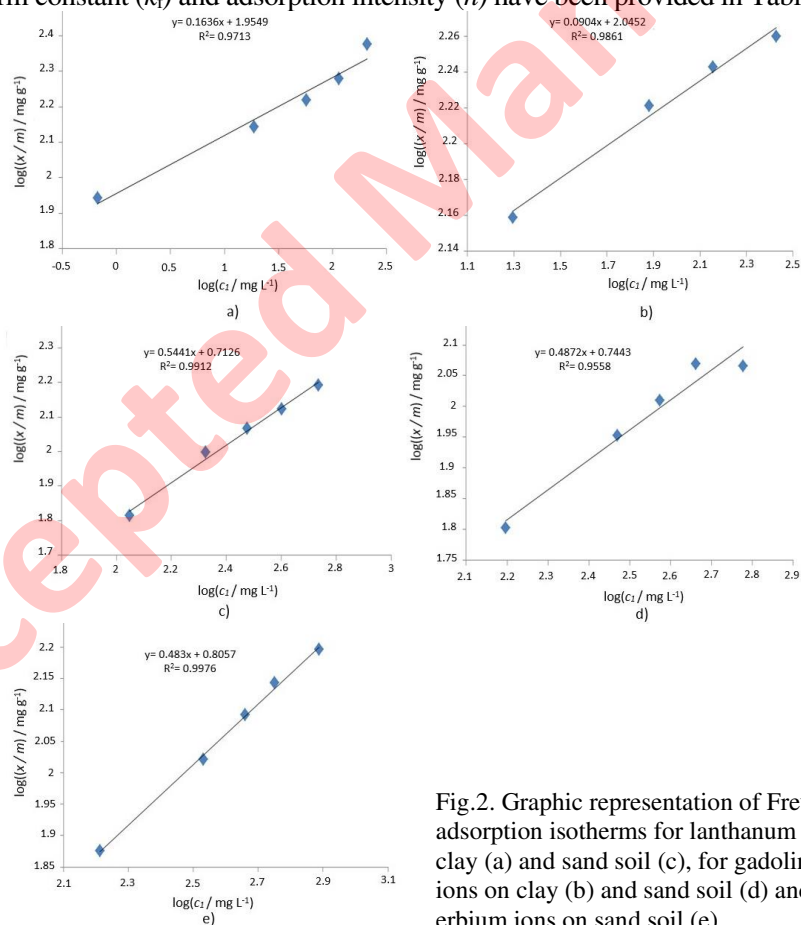 rm constant (kf) and adsorption intensity (n) have been provided in Tabl
y= 0.1636x + 1.9549
R²= 0.9713
log((x / m) / mg g⁻¹)
2.4
2.3
2.2
2.1
2
1.9
1.8
-0.5 0 0.5 1 1.5 2 2.5
log(c₁ / mg L⁻¹)
a)
y= 0.0904x + 2.0452
R²= 0.9861
log((x / m) / mg g⁻¹)
2.26
2.24
2.22
2.2
2.18
2.16
2.14
1.1 1.3 1.5 1.9 2.1 2.3 2.5
log(c₁ / mg L⁻¹)
b)
y= 0.5441x + 0.7126
R²= 0.9912
log((x / m) / mg g⁻¹)
2.3
2.2
2.1
2
1.9
1.8
1.7
1.8 2 2.2 2.4 2.6 2.8 3
log(c₁ / mg L⁻¹)
c)
y= 0.4872x + 0.7443
R²= 0.9558
log((x / m) / mg g⁻¹)
2.1
2.05
2
1.95
1.9
1.85
1.8
1.75
2.1 2.2 2.3 2.4 2.5 2.6 2.7 2.8 2.9
log(c₁ / mg L⁻¹)
d)
y= 0.483x + 0.8057
R²= 0.9976
log((x / m) / mg g⁻¹)
2.2
2.1
2.05
2
1.95
1.9
1.85
2.1 2.3 2.5 2.7 2.9 3.1
log(c₁ / mg L⁻¹)
e)
Fig.2. Graphic representation of Fre
adsorption isotherms for lanthanum
clay (a) and sand soil (c), for gadolin
ions on clay (b) and sand soil (d) and
erbium ions on sand soil (e)
cepted Man